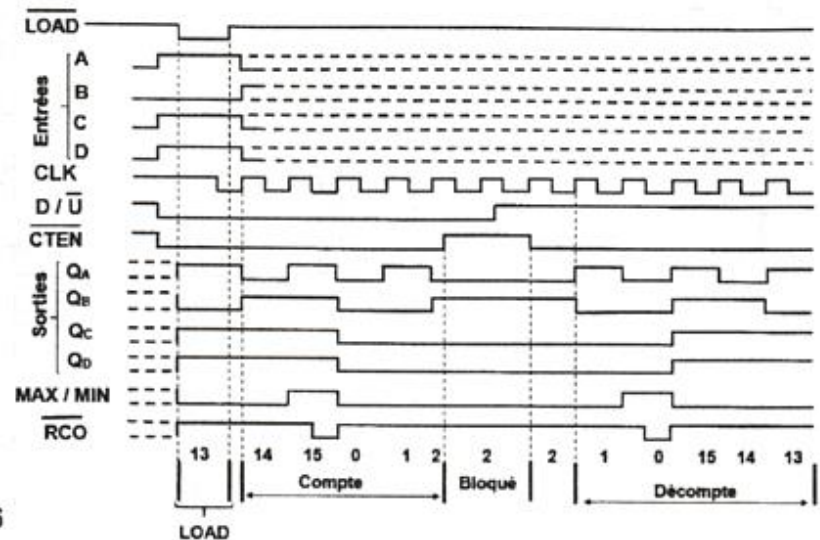 LOAD
A
B
C
D
Entrées
CLK
D / U
CTEN
QA
QB
QC
QD
Sorties
MAX / MIN
RCO
13 14 15 0 1 2 2 2 1 0 15 14 13
Compte Bloqué Décompte
LOAD